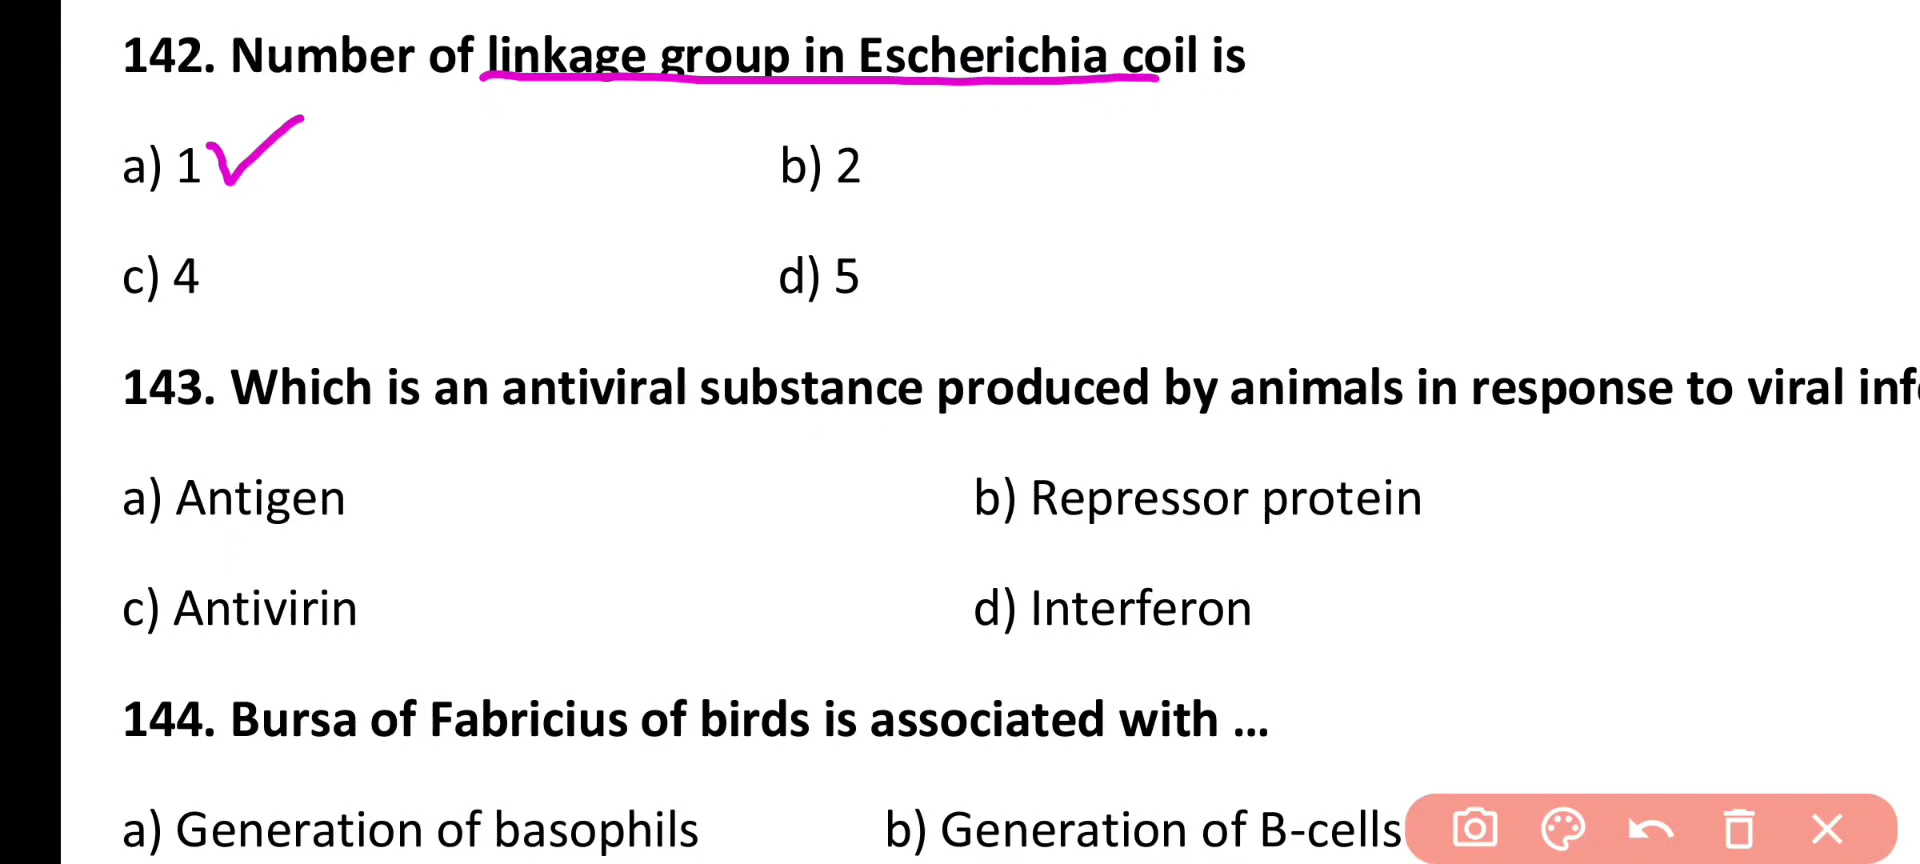 142. Number of linkage group in Escherichia coil is
a) 1 b) 2
c) 4 d) 5
143. Which is an antiviral substance produced by animals in response to viral
a) Antigen b) Repressor protein
c) Antivirin d) Interferon
144. Bursa of Fabricius of birds is associated with ...
a) Generation of basophils b) Generation of B-cells